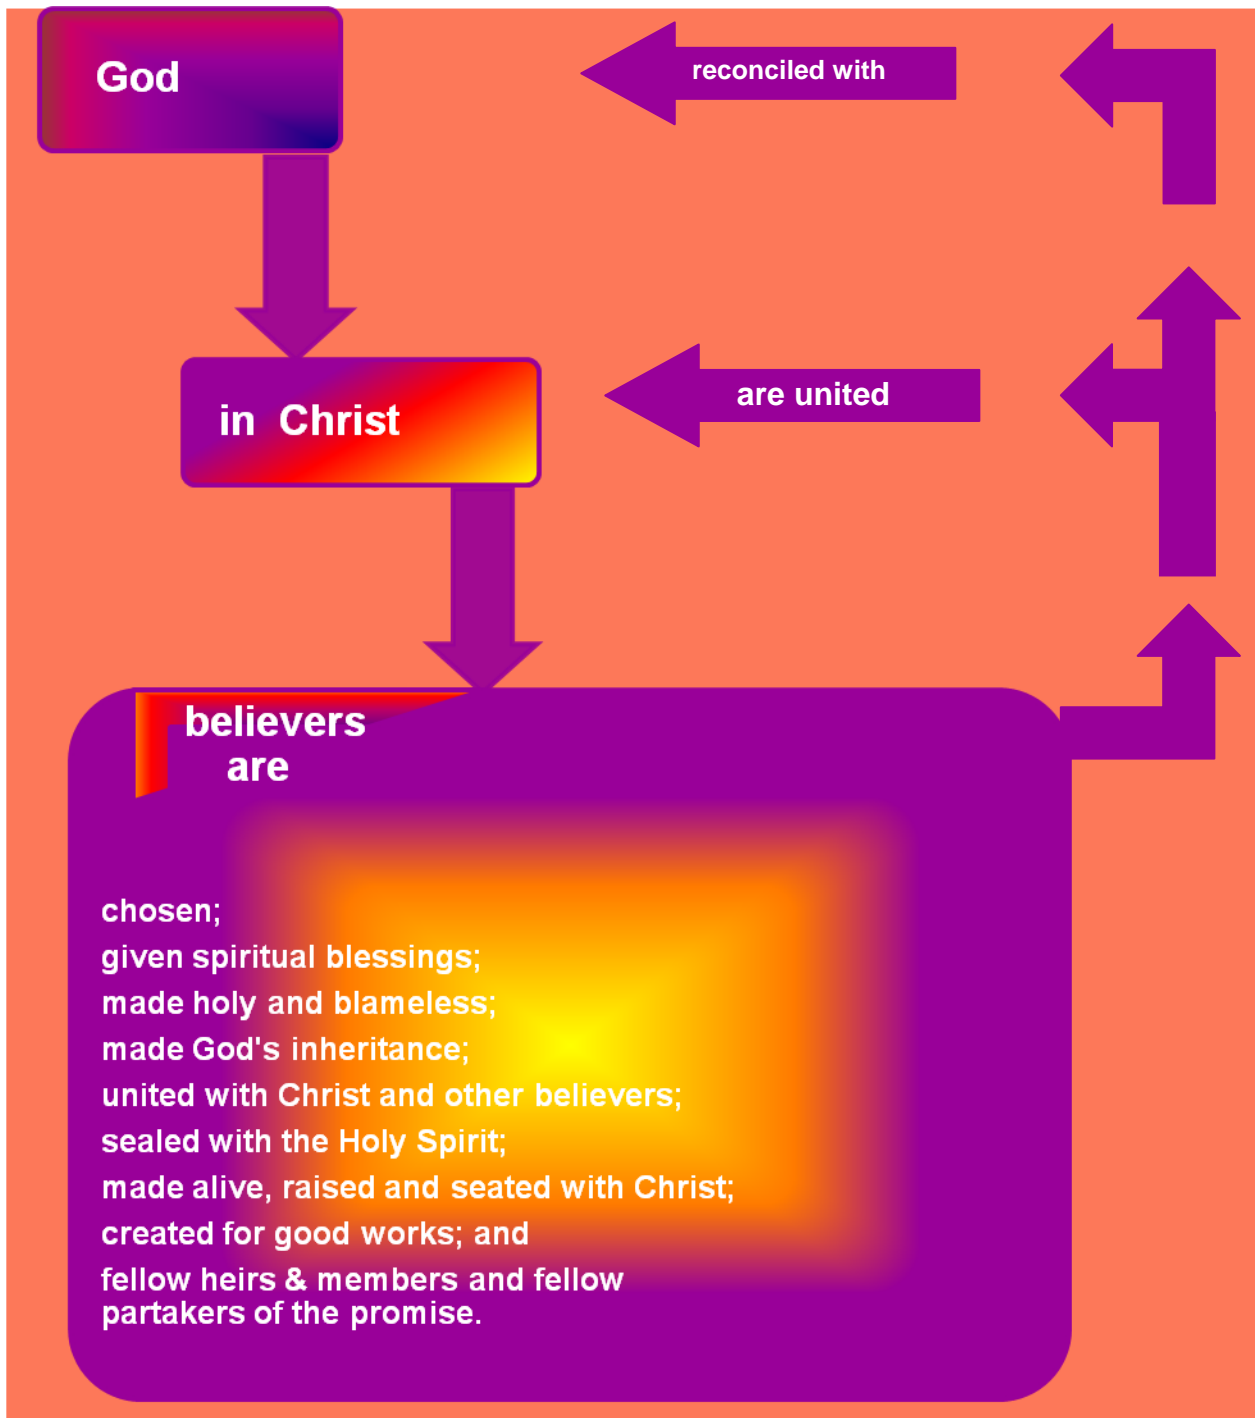 God
reconciled with
in Christ
are united
believers
are
chosen;
given spiritual blessings;
made holy and blameless;
made God's inheritance;
united with Christ and other believers;
sealed with the Holy Spirit;
made alive, raised and seated with Christ;
created for good works; and
fellow heirs & members and fellow
partakers of the promise.